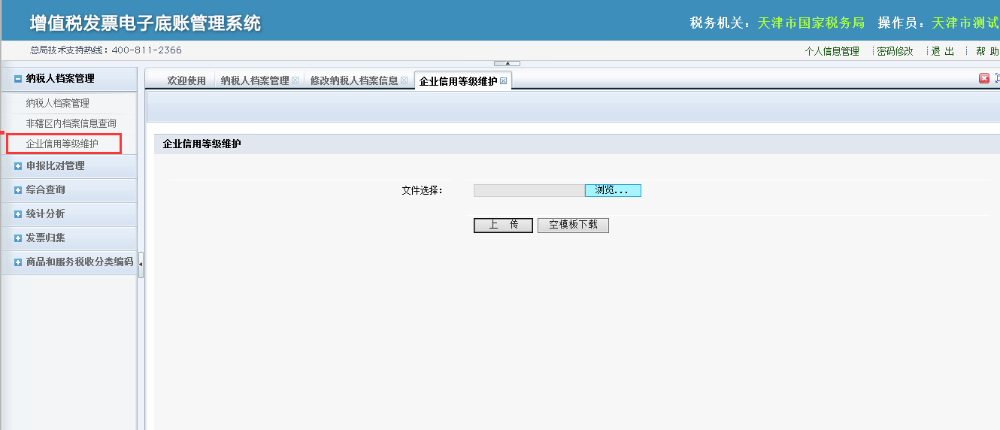 增值税发票电子底账管理系统
税务机关：天津市国家税务局 操作员：天津市测试
总局技术支持热线：400-811-2366
个人信息管理 密码修改 退 出 帮 助
纳税人档案管理
纳税人档案管理
非辖区内档案信息查询
企业信用等级维护
申报比对管理
综合查询
统计分析
发票归集
商品和服务税收分类编码
欢迎使用 纳税人档案管理 修改纳税人档案信息 企业信用等级维护
企业信用等级维护
文件选择： 浏览...
上 传 空模板下载